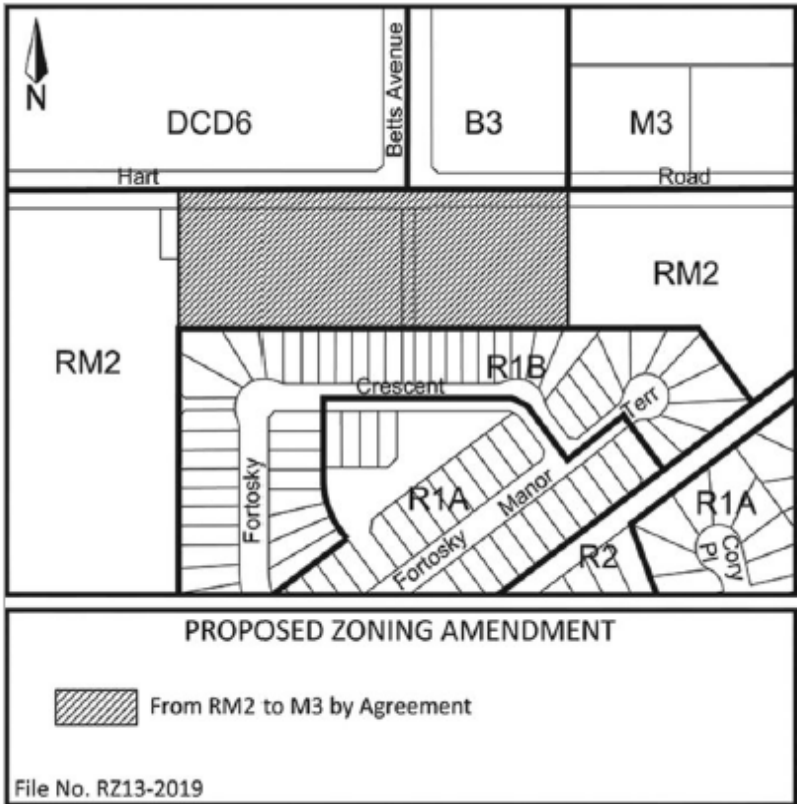 N
DCD6
Betts Avenue
B3
M3
Hart
Road
RM2
RM2
R1B
Crescent
Terr
R1A
Manor
Fortosky
Fortosky
R1A
Cory
Pl
R2
PROPOSED ZONING AMENDMENT
From RM2 to M3 by Agreement
File No. RZ13-2019